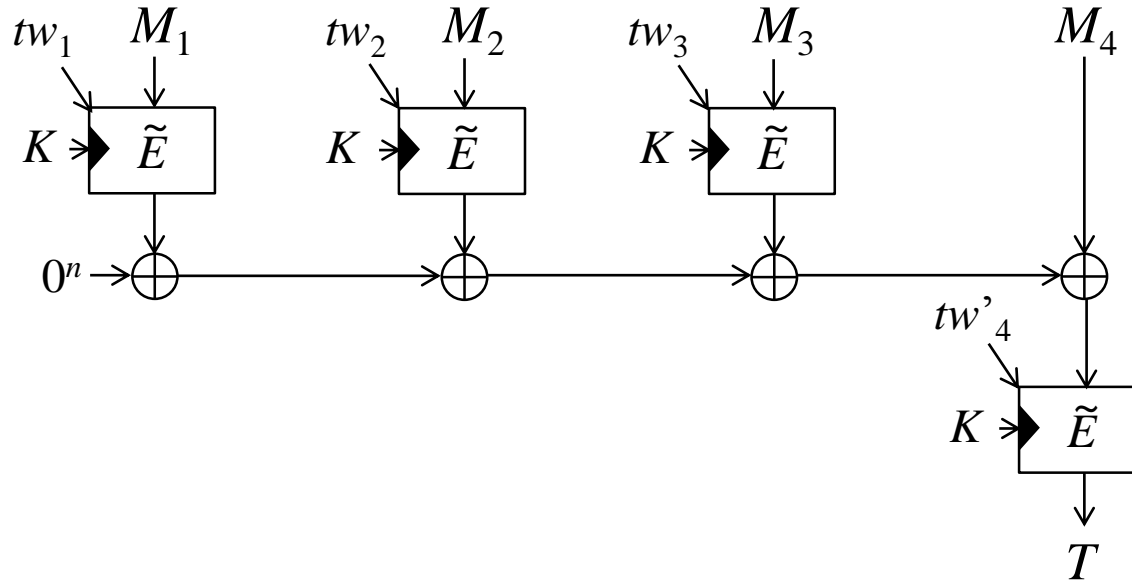 tw₁ M₁ tw₂ M₂ tw₃ M₃ M₄
K Ẽ K Ẽ K Ẽ
0ⁿ
tw’₄
K Ẽ
T